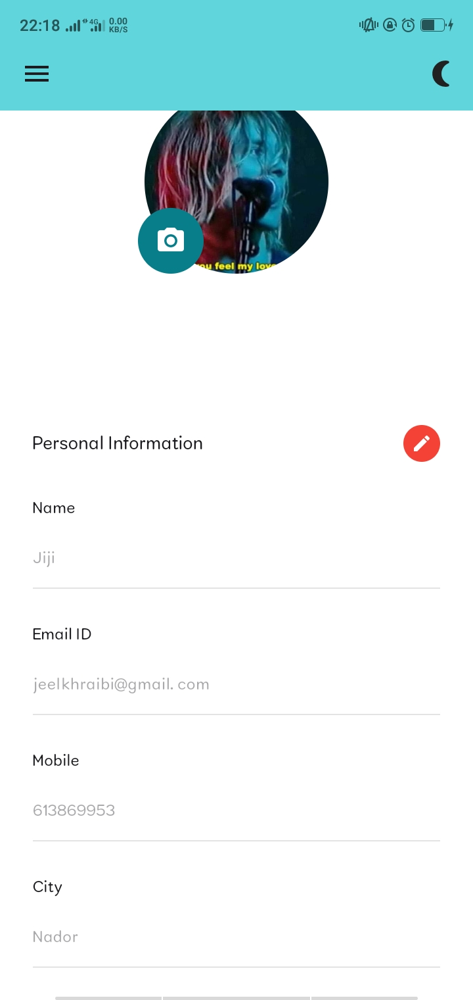 22:18 4G 0.00
KB/S
you feel my love
Personal Information
Name
Jiji
Email ID
jeelkhraibi@gmail. com
Mobile
613869953
City
Nador